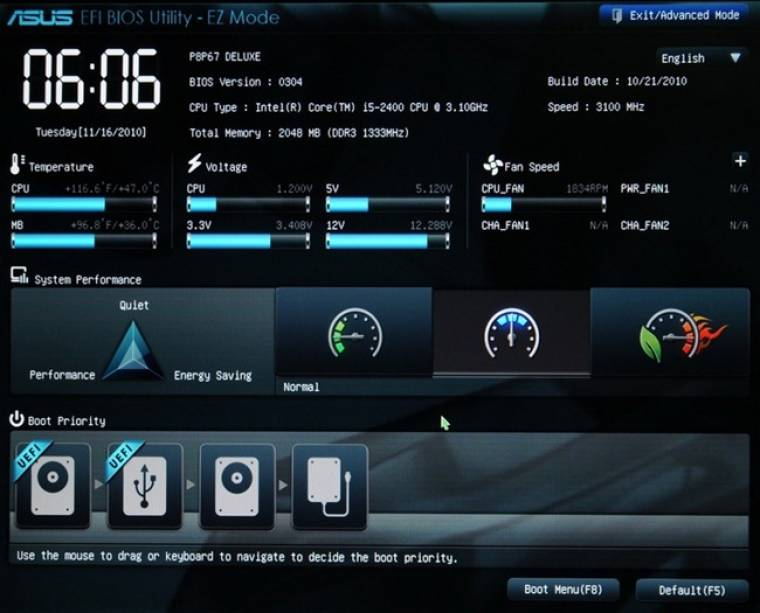 ASUS EFI BIOS Utility - EZ Mode
Exit/Advanced Mode
06:06
Tuesday[11/16/2010]
P8P67 DELUXE
English
BIOS Version : 0304
Build Date : 10/21/2010
CPU Type : Intel(R) Core(TM) i5-2400 CPU @ 3.10GHz
Speed : 3100 MHz
Total Memory : 2048 MB (DDR3 1333MHz)
Temperature
CPU +116.6°F/+47.0°C
MB +96.8°F/+36.0°C
Voltage
CPU 1.200V 5V 5.120V
3.3V 3.408V 12V 12.288V
Fan Speed +
CPU_FAN 1834RPM PWR_FAN1 N/A
CHA_FAN1 N/A CHA_FAN2 N/A
System Performance
Quiet
Performance Energy Saving
Normal
Boot Priority
UEFI UEFI
Use the mouse to drag or keyboard to navigate to decide the boot priority.
Boot Menu(F8) Default(F5)